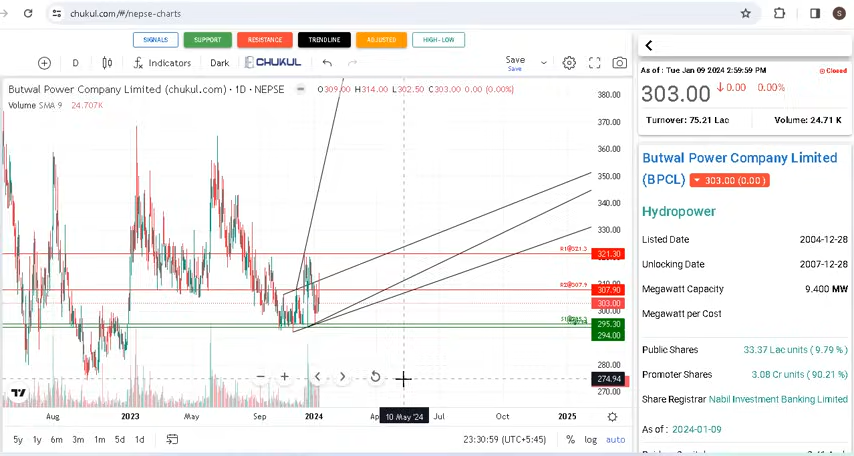 chukul.com/#/nepse-charts
S
SIGNALS SUPPORT RESISTANCE TRENDLINE ADJUSTED HIGH-LOW
D Indicators Dark CHUKUL Save
Save
Butwal Power Company Limited (chukul.com) · 1D · NEPSE O309.00 H314.00 L302.50 C303.00 0.00 (0.00%)
Volume SMA 9 24.707K
380.00
370.00
360.00
350.00
340.00
330.00
R1@321.3
321.30
R2@307.9
307.90
303.00
300.00
295.30
294.00
280.00
274.94
270.00
Aug 2023 May Sep 2024 10 May '24 Jul Oct 2025
5y 1y 6m 3m 1m 5d 1d 23:30:59 (UTC+5:45) % log auto
As of : Tue Jan 09 2024 2:59:59 PM
Closed
303.00 0.00 0.00%
Turnover: 75.21 Lac Volume: 24.71 K
Butwal Power Company Limited
(BPCL) 303.00 (0.00 )
Hydropower
Listed Date 2004-12-28
Unlocking Date 2007-12-28
Megawatt Capacity 9.400 MW
Megawatt per Cost
Public Shares 33.37 Lac units ( 9.79 % )
Promoter Shares 3.08 Cr units ( 90.21 % )
Share Registrar Nabil Investment Banking Limited
As of : 2024-01-09